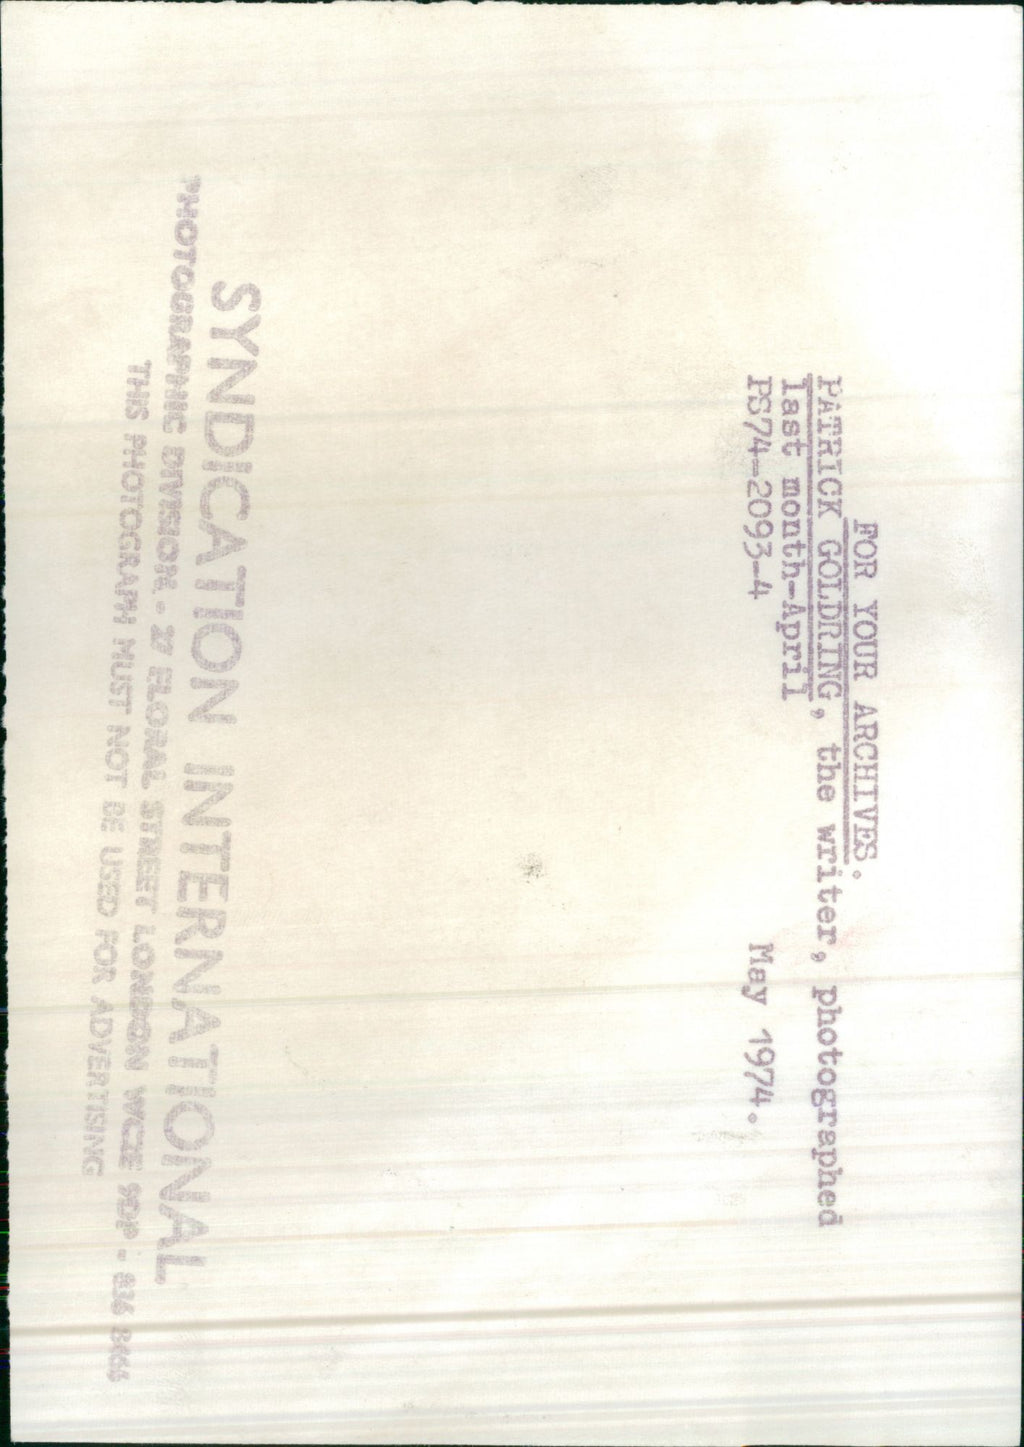 FOR YOUR ARCHIVES.
PATRICK GOLDRING, the writer, photographed
last month-April
PS74-2093-4 May 1974.
SYNDICATION INTERNATIONAL
PHOTOGRAPHIC DIVISION - 27 FLORAL STREET LONDON WC2E 9DP - 836 8466
THIS PHOTOGRAPH MUST NOT BE USED FOR ADVERTISING